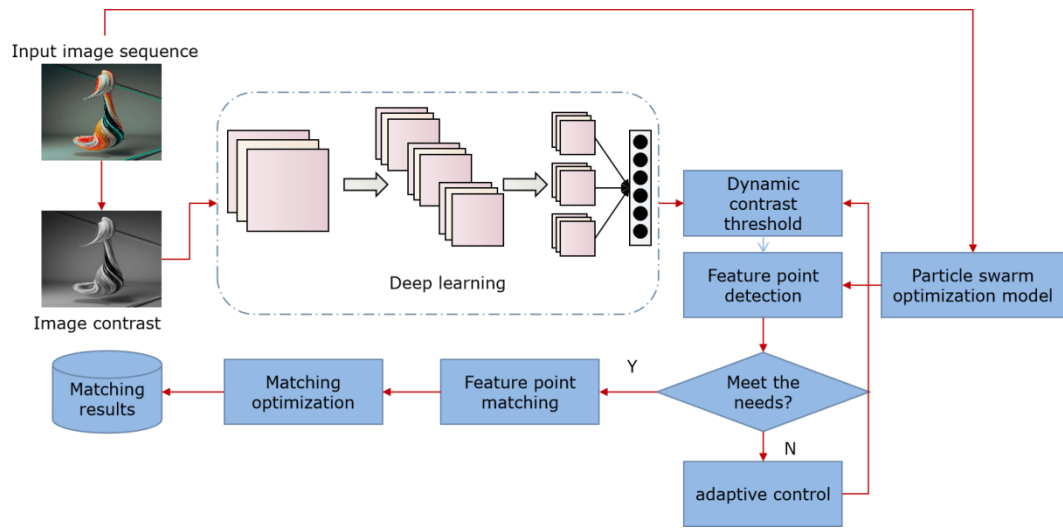 Input image sequence
Image contrast
Deep learning
Dynamic
contrast
threshold
Feature point
detection
Particle swarm
optimization model
Meet the
needs?
Y
N
Feature point
matching
Matching
optimization
Matching
results
adaptive control